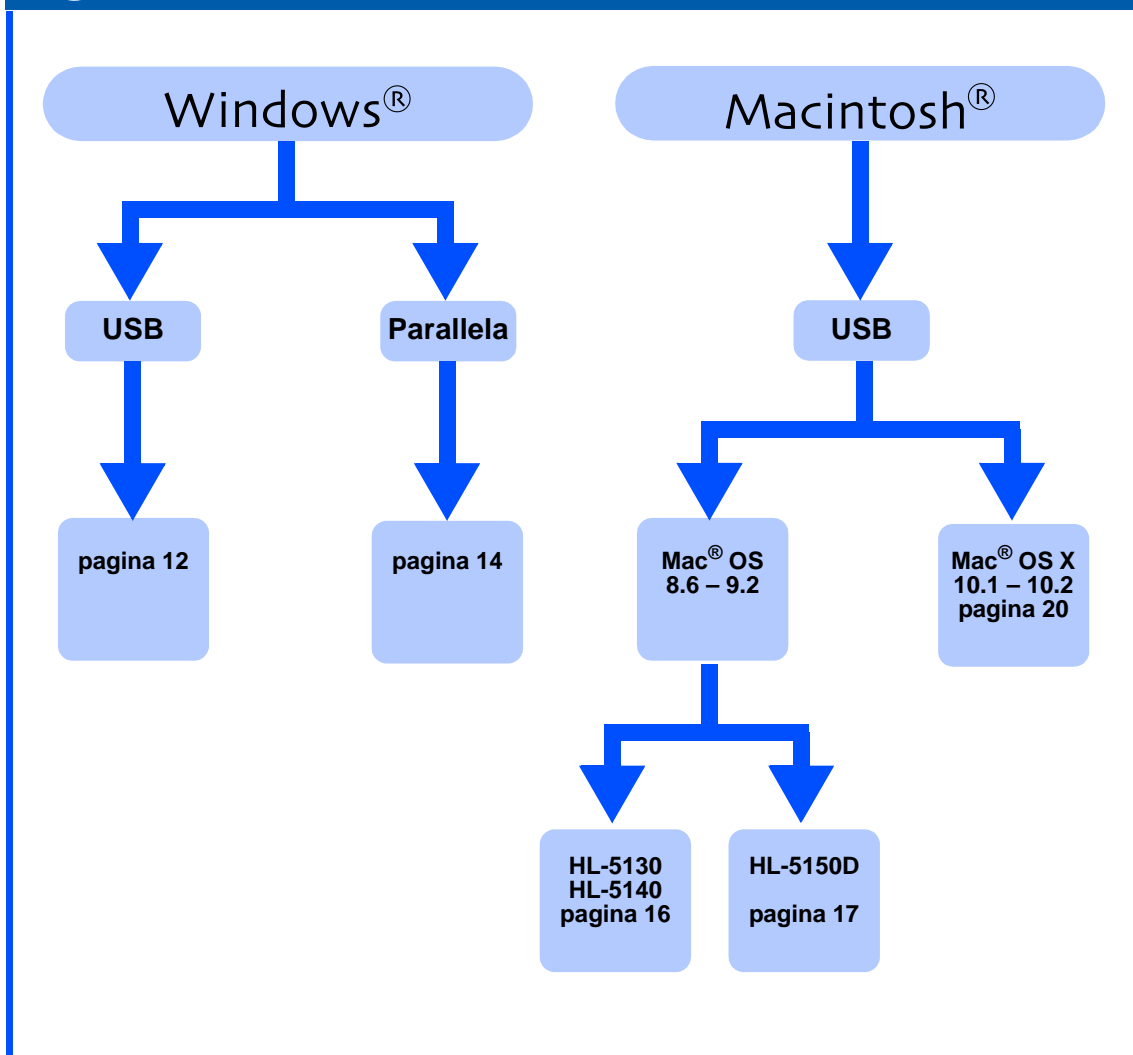 Windows®
Macintosh®
USB
Parallela
USB
pagina 12
pagina 14
Mac® OS
8.6 – 9.2
Mac® OS X
10.1 – 10.2
pagina 20
HL-5130
HL-5140
pagina 16
HL-5150D
pagina 17